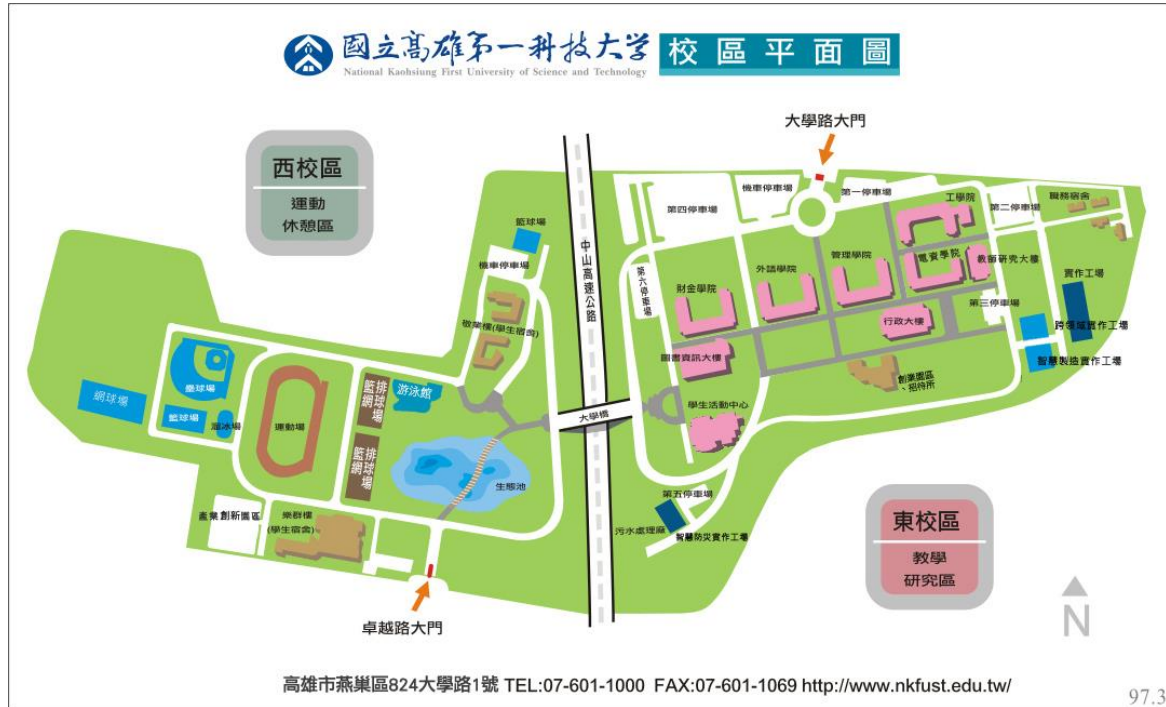 國立高雄第一科技大学 校區平面圖
National Kaohsiung First University of Science and Technology
西校區
運動
休憩區
大學路大門
機車停車場
第一停車場
工學院
第二停車場
職務宿舍
第四停車場
籃球場
中山高速公路
機車停車場
第六停車場
財金學院
外語學院
管理學院
電資學院
教師研究大樓
實作工場
第三停車場
行政大樓
跨領域實作工場
智慧製造實作工場
敬業樓(學生宿舍)
圖書資訊大樓
創業園區
、招待所
壘球場
網球場
籃球場
溜冰場
運動場
籃網
排球場
游泳館
大學橋
學生活動中心
籃網
排球場
生態池
產業創新園區
樂群樓
(學生宿舍)
第五停車場
污水處理廠
智慧防災實作工場
東校區
教學
研究區
卓越路大門
N
高雄市燕巢區824大學路1號 TEL:07-601-1000 FAX:07-601-1069 http://www.nkfust.edu.tw/
97.3